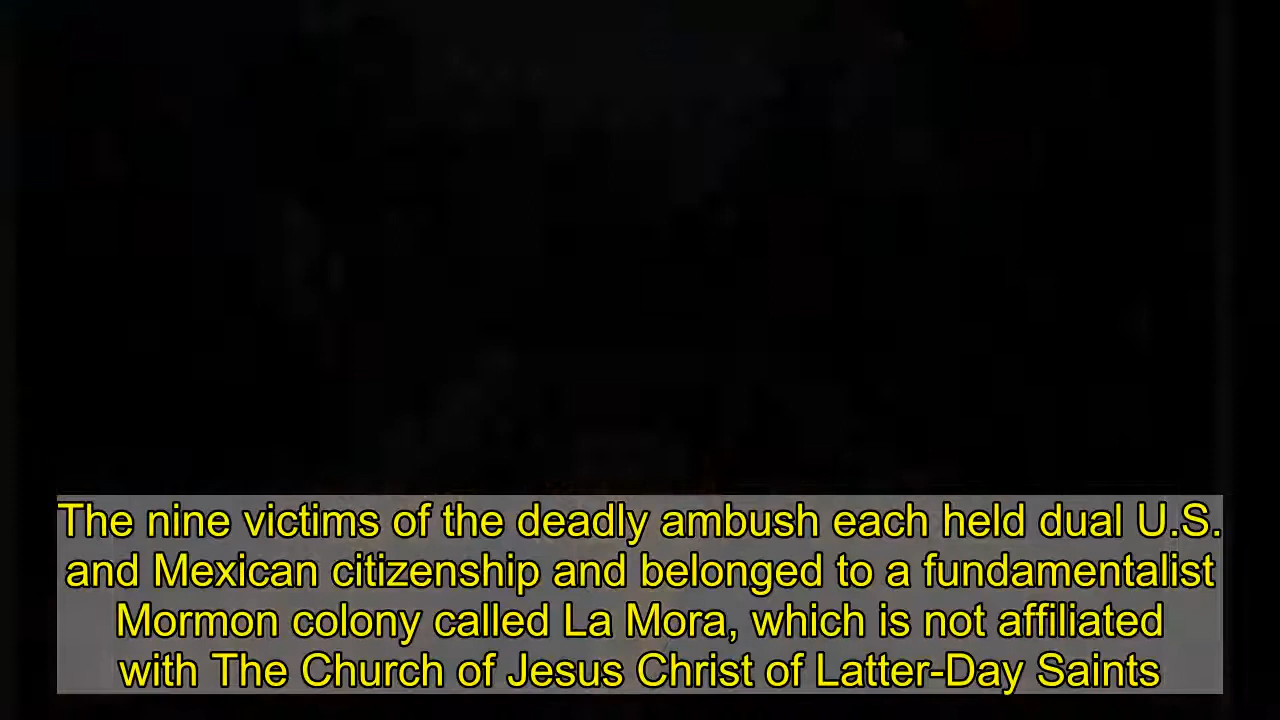 The nine victims of the deadly ambush each held dual U.S.
and Mexican citizenship and belonged to a fundamentalist
Mormon colony called La Mora, which is not affiliated
with The Church of Jesus Christ of Latter-Day Saints